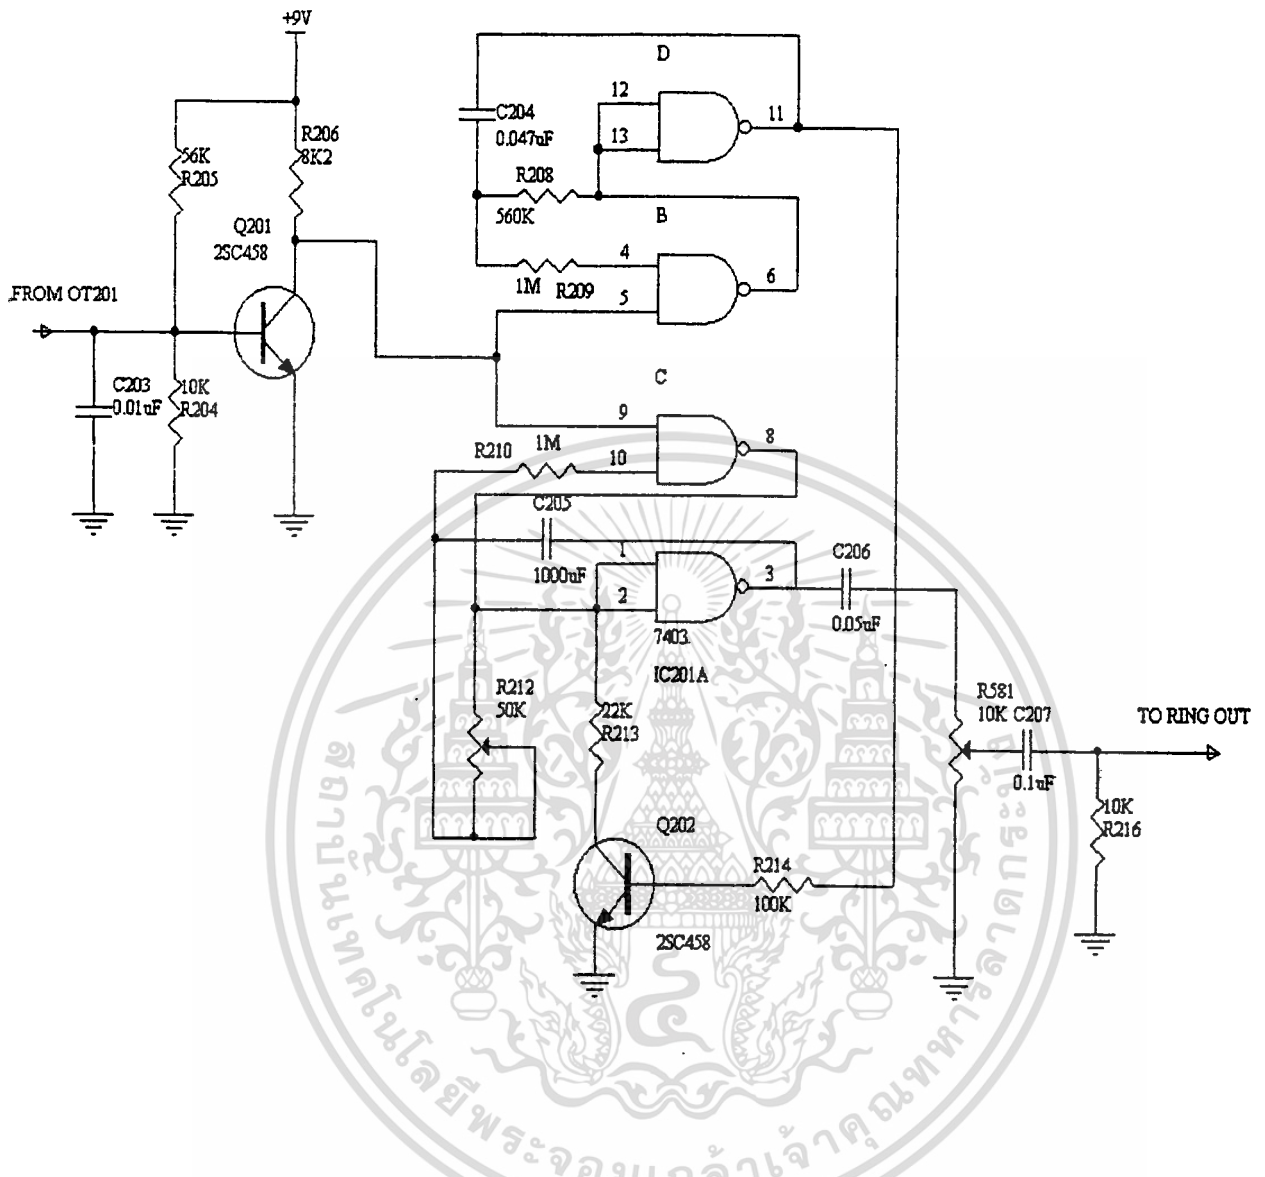 +9V
D
12
11
13
C204
0.047uF
R206
8K2
56K
R205
R208
560K
B
Q201
2SC458
4
6
1M
R209
5
FROM OT201
C
C203
0.01uF
10K
R204
9
8
R210
1M
10
C205
1000uF
1
3
2
C206
0.05uF
7403
IC201A
R212
50K
22K
R213
R581
10K
C207
0.1uF
TO RING OUT
10K
R216
Q202
R214
100K
2SC458